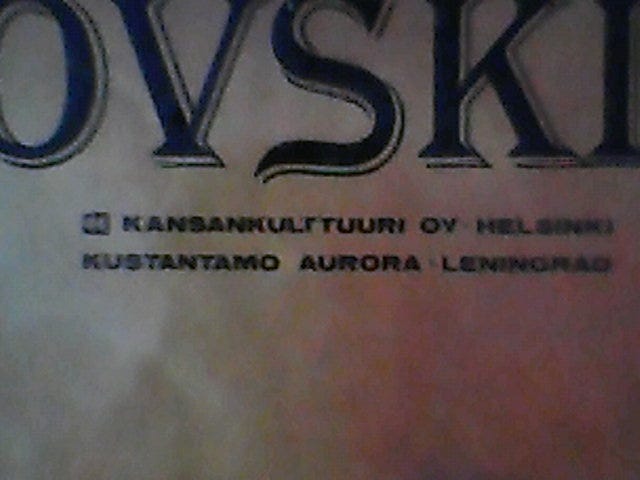 OVSKI
KANSANKULTTUURI OY · HELSINKI
KUSTANTAMO AURORA · LENINGRAD